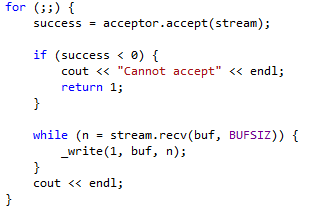 for (;;) {
    success = acceptor.accept(stream);

    if (success < 0) {
        cout << "Cannot accept" << endl;
        return 1;
    }

    while (n = stream.recv(buf, BUFSIZ)) {
        _write(1, buf, n);
    }
    cout << endl;
}